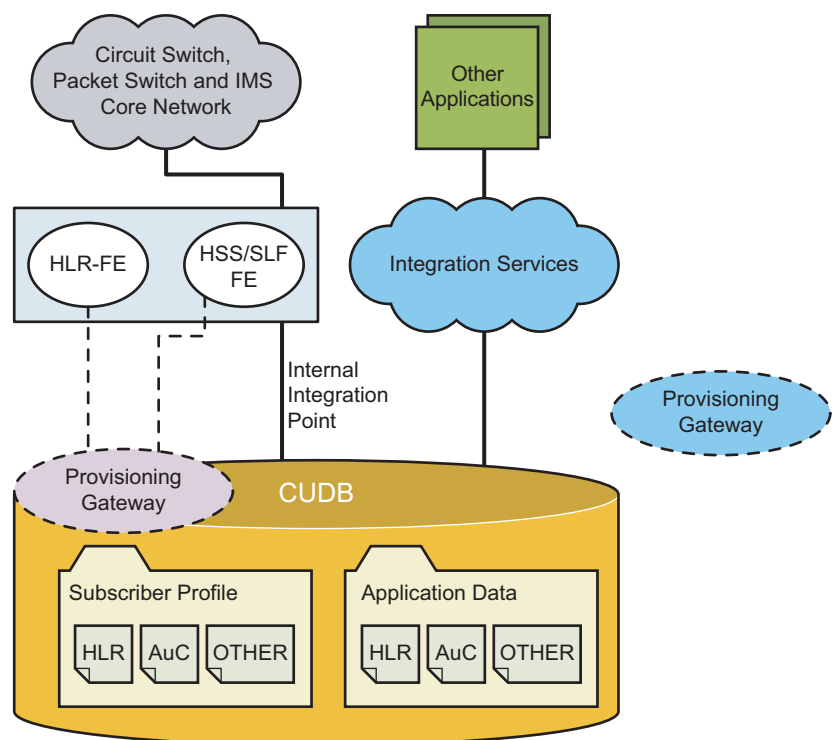 Circuit Switch,
Packet Switch and IMS
Core Network
Other
Applications
HLR-FE
HSS/SLF
FE
Integration Services
Internal
Integration
Point
Provisioning
Gateway
Provisioning
Gateway
CUDB
Subscriber Profile
HLR
AuC
OTHER
Application Data
HLR
AuC
OTHER